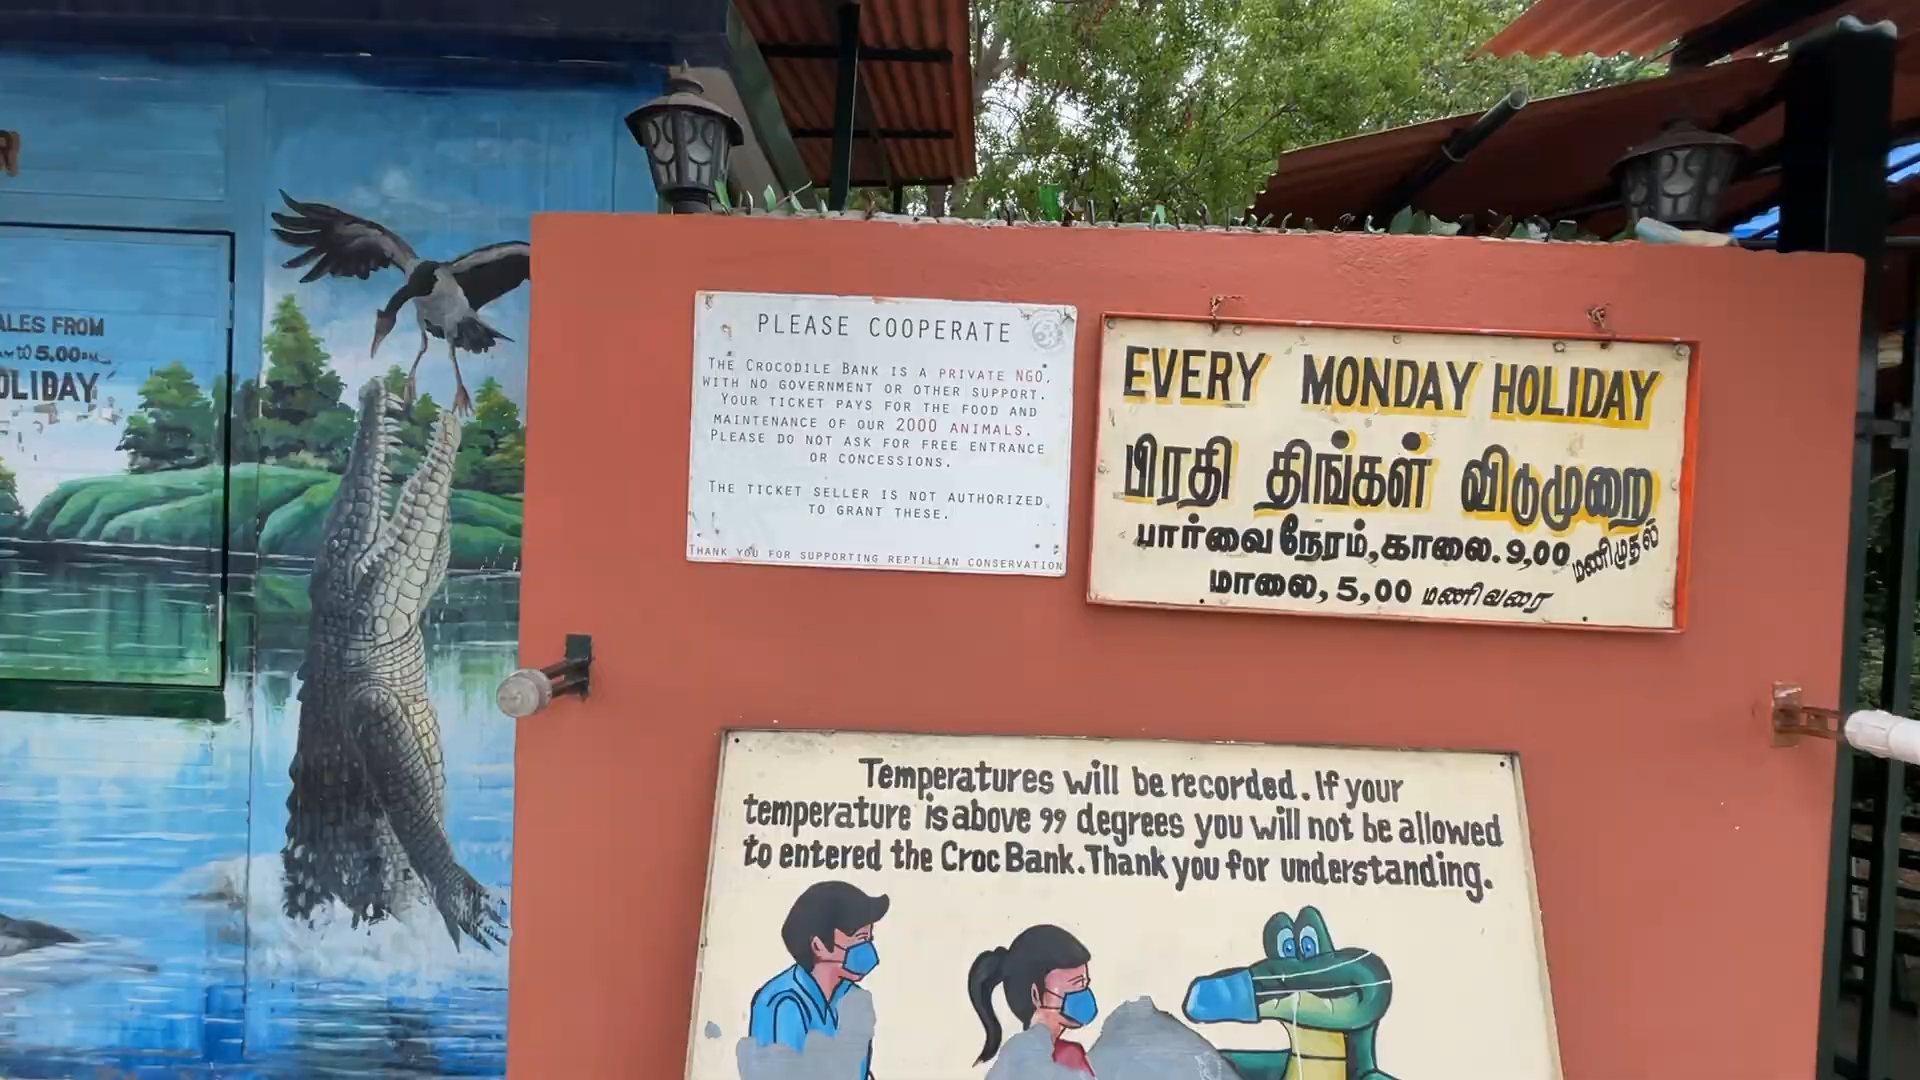 R
ALES FROM
AM to 5.00PM
OLIDAY
PLEASE COOPERATE
THE CROCODILE BANK IS A PRIVATE NGO,
WITH NO GOVERNMENT OR OTHER SUPPORT.
YOUR TICKET PAYS FOR THE FOOD AND
MAINTENANCE OF OUR 2000 ANIMALS.
PLEASE DO NOT ASK FOR FREE ENTRANCE
OR CONCESSIONS.
THE TICKET SELLER IS NOT AUTHORIZED
TO GRANT THESE.
THANK YOU FOR SUPPORTING REPTILIAN CONSERVATION
EVERY MONDAY HOLIDAY
பிரதி திங்கள் விடுமுறை
பார்வை நேரம், காலை. 9,00 மணிமுதல்
மாலை, 5,00 மணிவரை
Temperatures will be recorded. If your
temperature is above 99 degrees you will not be allowed
to entered the Croc Bank. Thank you for understanding.